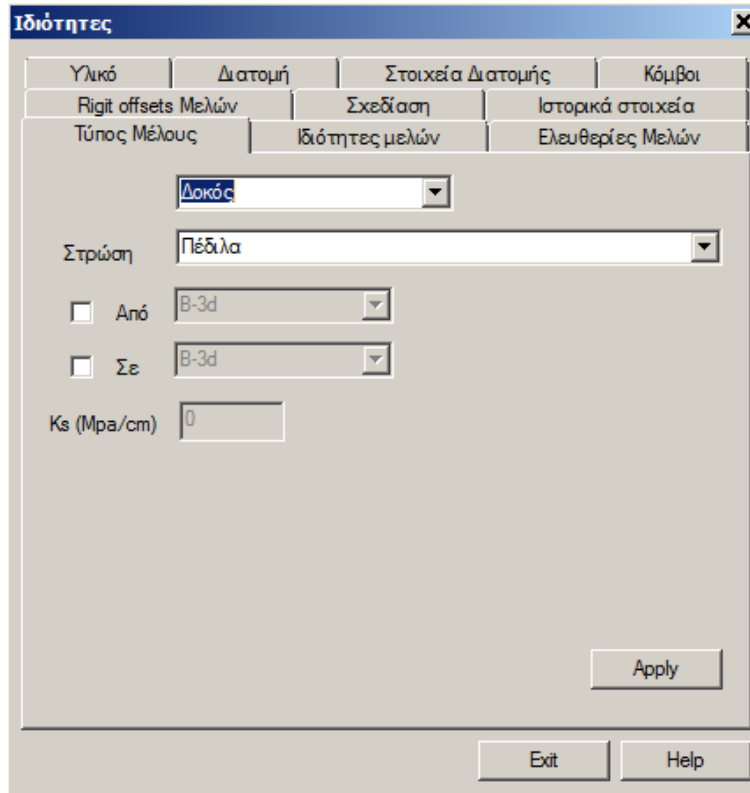 Ιδιότητες
Υλικό Διατομή Στοιχεία Διατομής Κόμβοι
Rigit offsets Μελών Σχεδίαση Ιστορικά στοιχεία
Τύπος Μέλους Ιδιότητες μελών Ελευθερίες Μελών
Δοκός
Στρώση Πέδιλα
Από B-3d
Σε B-3d
Ks (Mpa/cm) 0
Apply
Exit Help